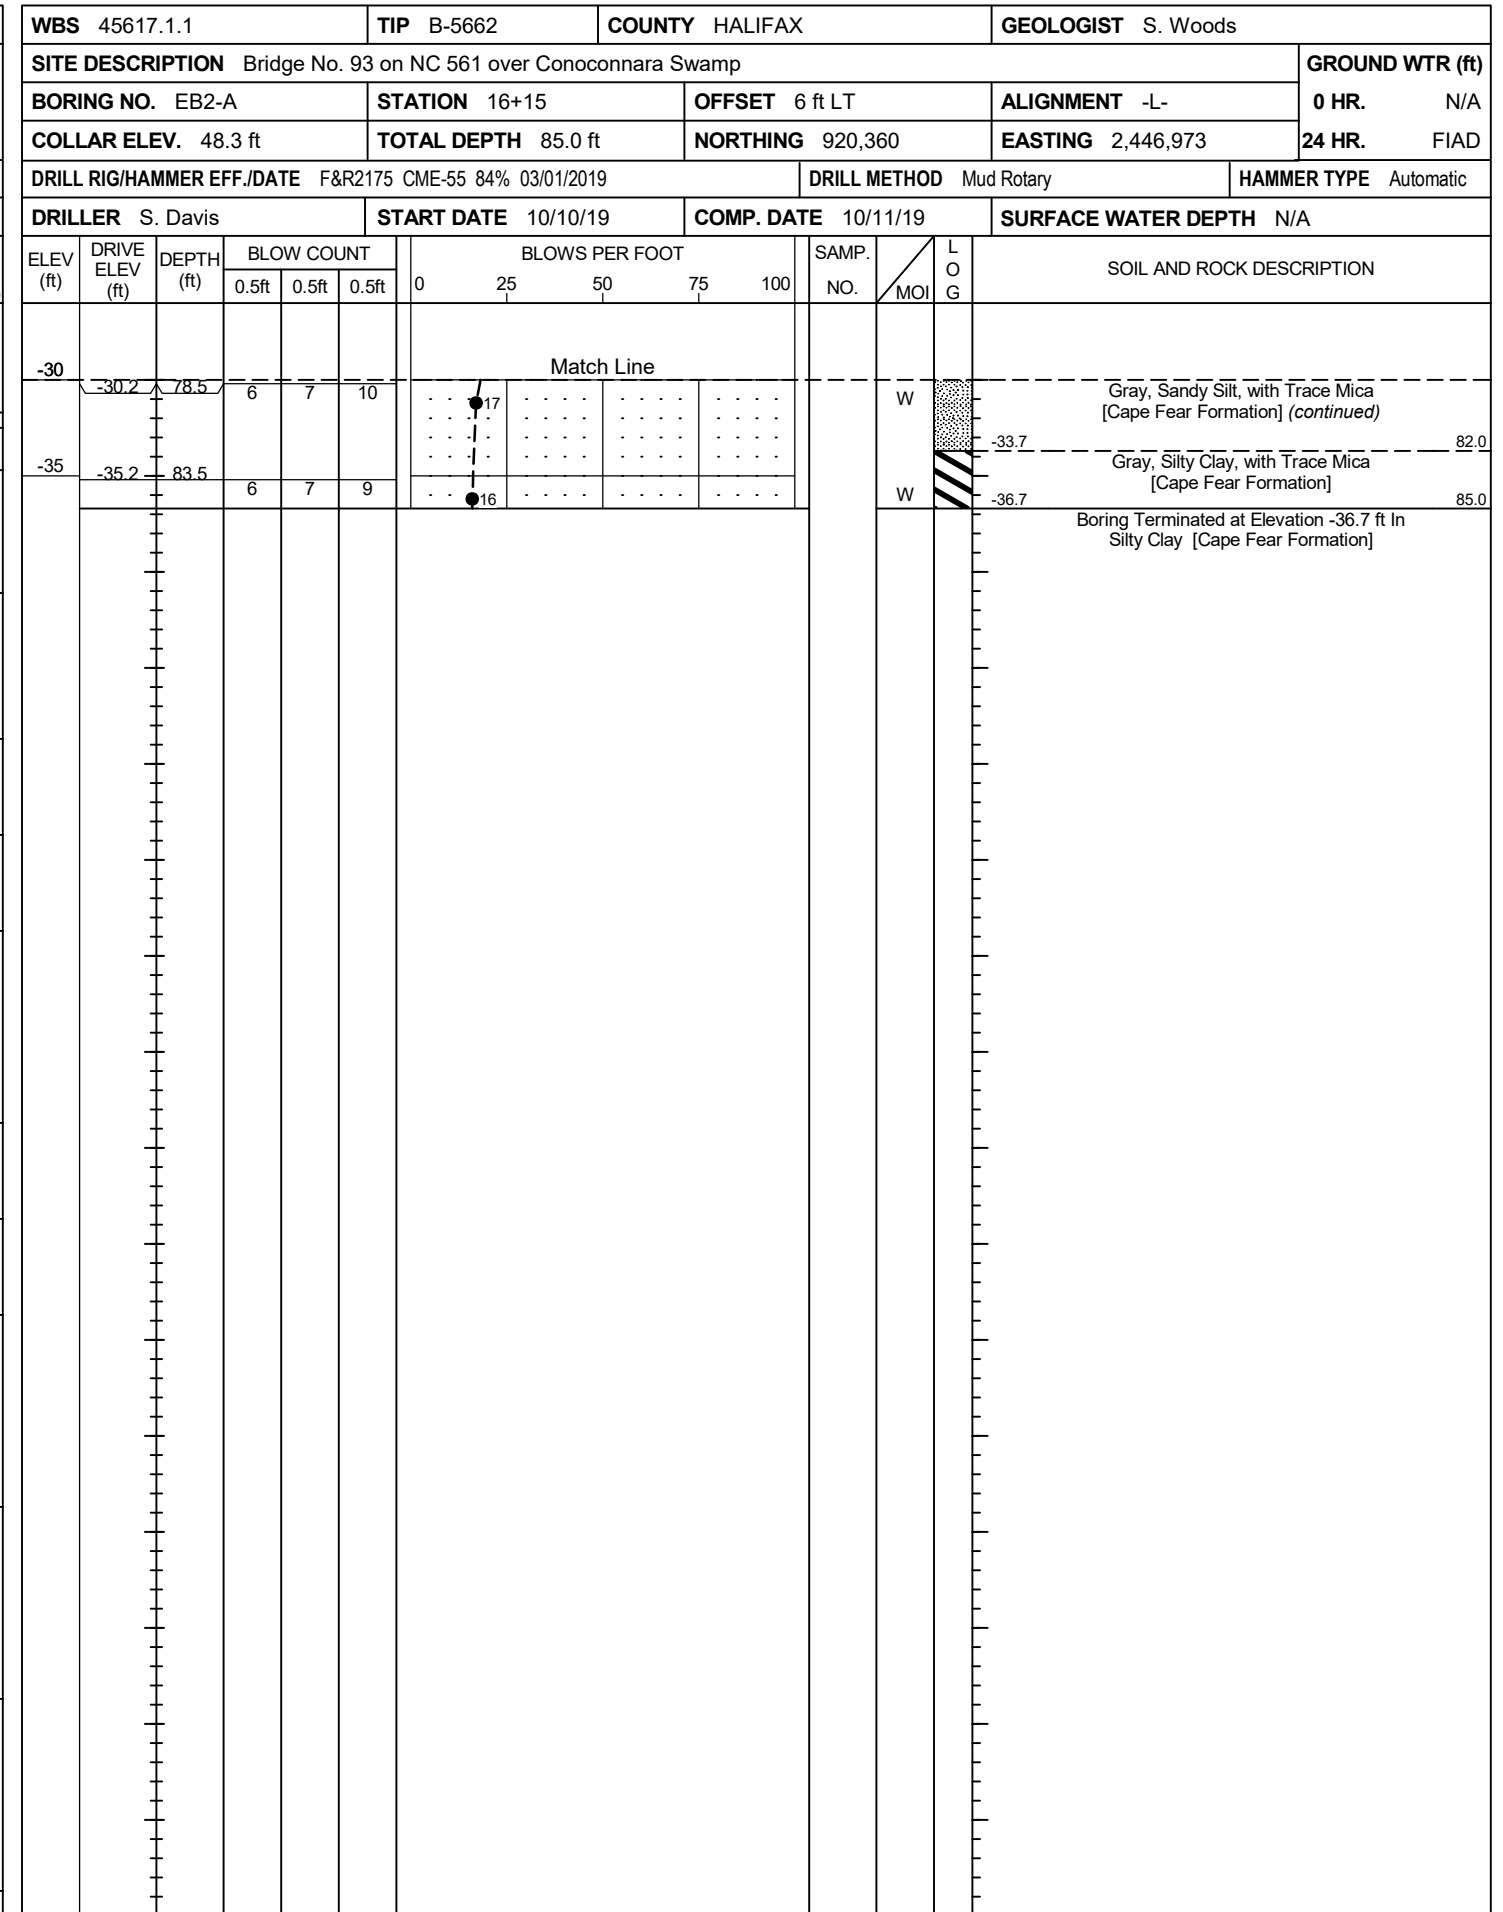 WBS 45617.1.1 TIP B-5662 COUNTY HALIFAX GEOLOGIST S. Woods
SITE DESCRIPTION Bridge No. 93 on NC 561 over Conoconnara Swamp GROUND WTR (ft)
BORING NO. EB2-A STATION 16+15 OFFSET 6 ft LT ALIGNMENT -L- 0 HR. N/A
COLLAR ELEV. 48.3 ft TOTAL DEPTH 85.0 ft NORTHING 920,360 EASTING 2,446,973 24 HR. FIAD
DRILL RIG/HAMMER EFF./DATE F&R2175 CME-55 84% 03/01/2019 DRILL METHOD Mud Rotary HAMMER TYPE Automatic
DRILLER S. Davis START DATE 10/10/19 COMP. DATE 10/11/19 SURFACE WATER DEPTH N/A
ELEV (ft) DRIVE ELEV (ft) DEPTH (ft) BLOW COUNT BLOWS PER FOOT SAMP. NO. MOI LOG SOIL AND ROCK DESCRIPTION
0.5ft 0.5ft 0.5ft 0 25 50 75 100
-30 Match Line
-30.2 78.5 6 7 10 17 W Gray, Sandy Silt, with Trace Mica
[Cape Fear Formation] (continued)
-33.7 82.0
-35 -35.2 83.5 Gray, Silty Clay, with Trace Mica
[Cape Fear Formation]
6 7 9 16 W -36.7 85.0
Boring Terminated at Elevation -36.7 ft In
Silty Clay [Cape Fear Formation]